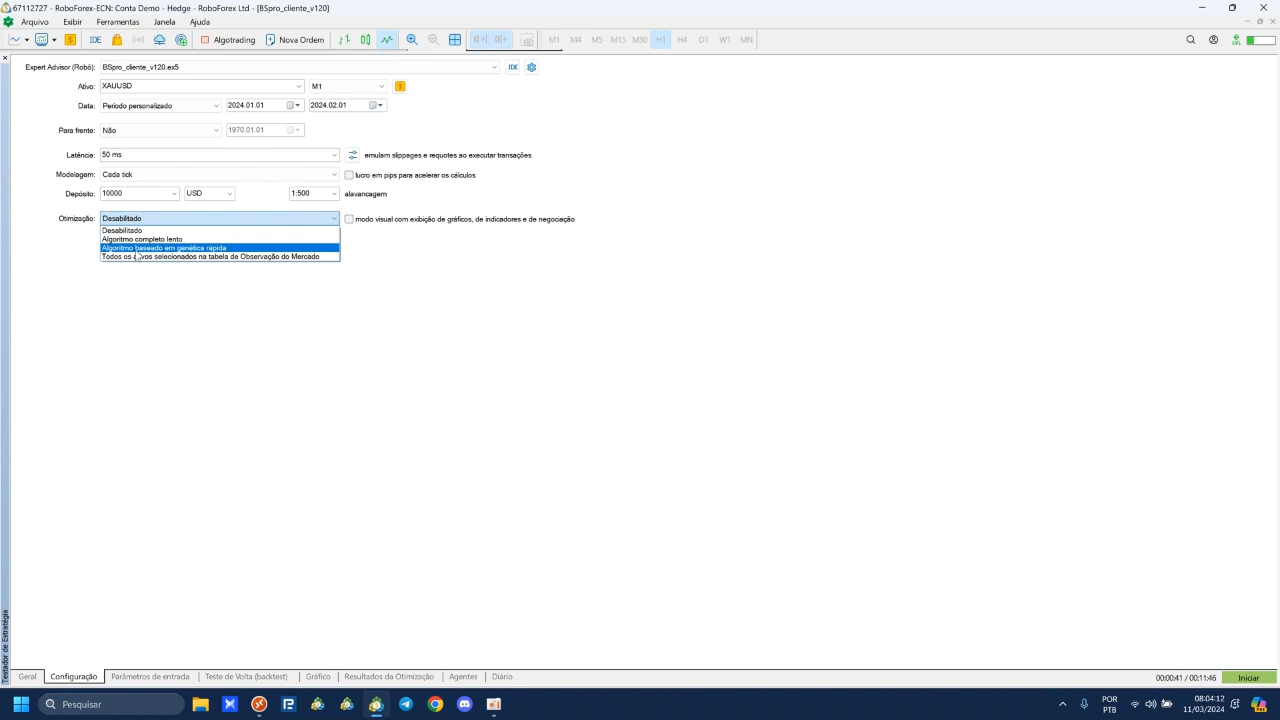 67112727 - RoboForex-ECN: Conta Demo - Hedge - RoboForex Ltd - [BSpro_cliente_v120]
Arquivo Exibir Ferramentas Janela Ajuda
IDE Algotrading Nova Ordem M1 M4 M5 M15 M30 H1 H4 D1 W1 MN
Expert Advisor (Robô): BSpro_cliente_v120.ex5 IDE
Ativo: XAUUSD M1
Data: Período personalizado 2024.01.01 2024.02.01
Para frente: Não 1970.01.01
Latência: 50 ms emulam slippages e requotes ao executar transações
Modelagem: Cada tick lucro em pips para acelerar os cálculos
Depósito: 10000 USD 1:500 alavancagem
Otimização: Desabilitado modo visual com exibição de gráficos, de indicadores e de negociação
Desabilitado
Algoritmo completo lento
Algoritmo baseado em genética rápida
Todos os ativos selecionados na tabela de Observação do Mercado
Testador de Estratégia
Geral Configuração Parâmetros de entrada Teste de Volta (backtest) Gráfico Resultados da Otimização Agentes Diário 00:00:41 / 00:11:46 Iniciar
Pesquisar POR 08:04:12
PTB 11/03/2024